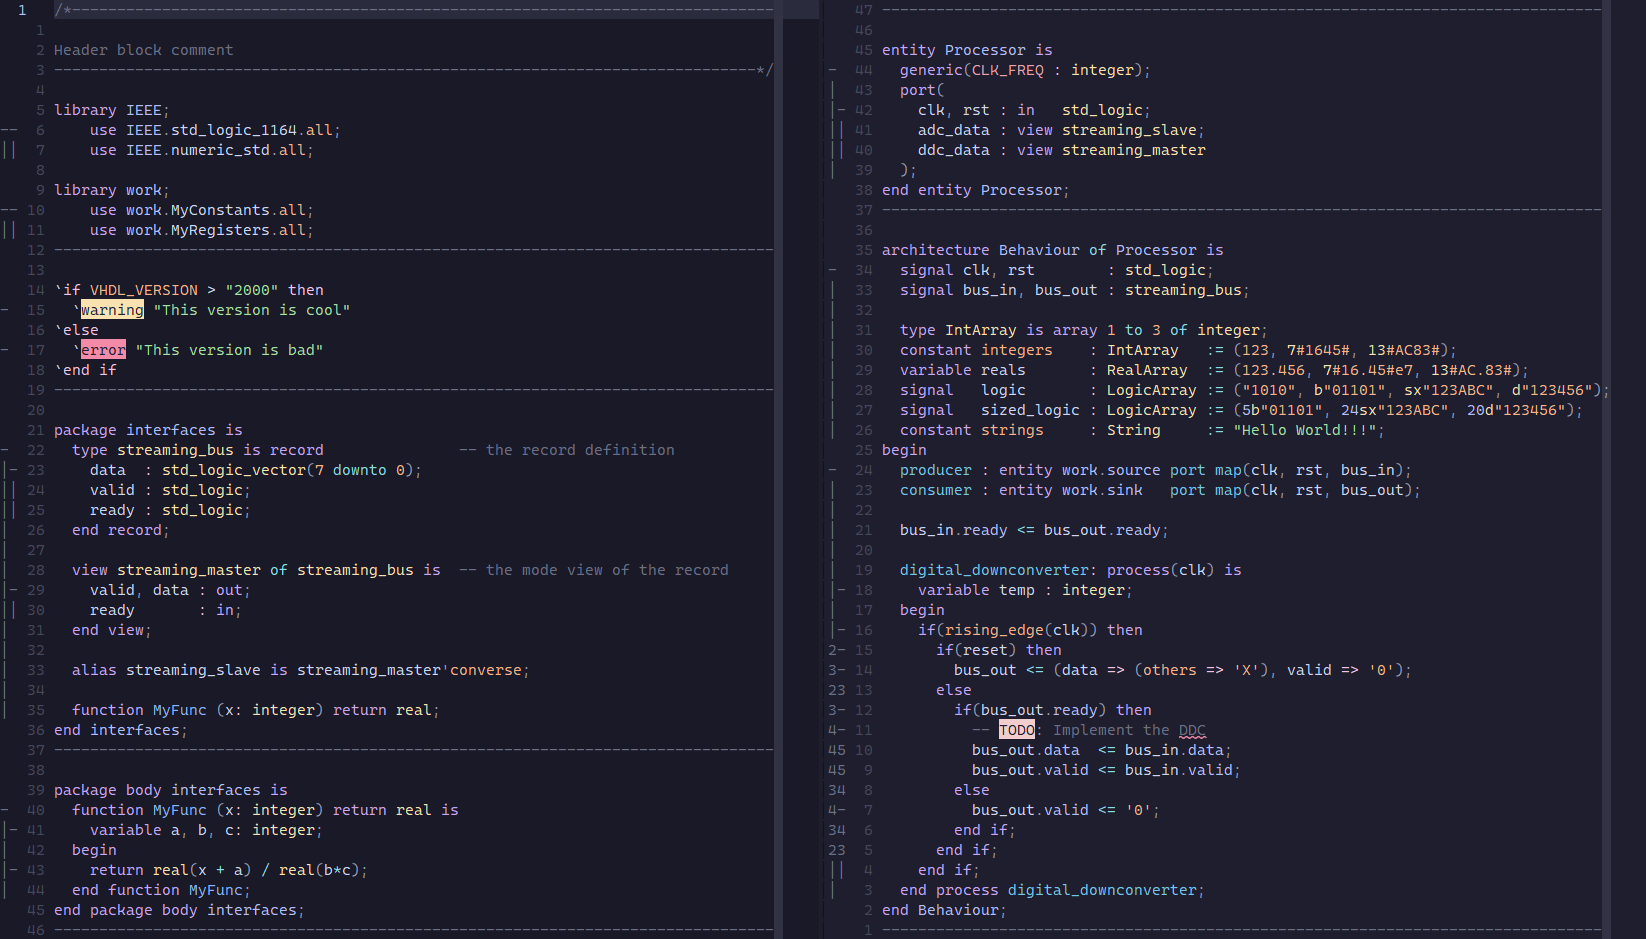 1 /*--------------------------------------------------------------------------------
1
2 Header block comment
3 ------------------------------------------------------------------------------*/
4
5 library IEEE;
-- 6     use IEEE.std_logic_1164.all;
|| 7     use IEEE.numeric_std.all;
8
9 library work;
-- 10     use work.MyConstants.all;
|| 11     use work.MyRegisters.all;
12 --------------------------------------------------------------------------------
13
14 `if VHDL_VERSION > "2000" then
- 15   `warning "This version is cool"
16 `else
- 17   `error "This version is bad"
18 `end if
19 --------------------------------------------------------------------------------
20
21 package interfaces is
- 22   type streaming_bus is record               -- the record definition
|- 23     data  : std_logic_vector(7 downto 0);
|| 24     valid : std_logic;
|| 25     ready : std_logic;
| 26   end record;
| 27
| 28   view streaming_master of streaming_bus is  -- the mode view of the record
|- 29     valid, data : out;
|| 30     ready       : in;
| 31   end view;
| 32
| 33   alias streaming_slave is streaming_master'converse;
| 34
| 35   function MyFunc (x: integer) return real;
36 end interfaces;
37 --------------------------------------------------------------------------------
38
39 package body interfaces is
- 40   function MyFunc (x: integer) return real is
|- 41     variable a, b, c: integer;
| 42   begin
|- 43     return real(x + a) / real(b*c);
| 44   end function MyFunc;
45 end package body interfaces;
46 --------------------------------------------------------------------------------
47 --------------------------------------------------------------------------------
46
45 entity Processor is
- 44   generic(CLK_FREQ : integer);
| 43   port(
|- 42     clk, rst : in   std_logic;
|| 41     adc_data : view streaming_slave;
|| 40     ddc_data : view streaming_master
| 39   );
38 end entity Processor;
37 --------------------------------------------------------------------------------
36
35 architecture Behaviour of Processor is
- 34   signal clk, rst        : std_logic;
| 33   signal bus_in, bus_out : streaming_bus;
| 32
| 31   type IntArray is array 1 to 3 of integer;
| 30   constant integers    : IntArray   := (123, 7#1645#, 13#AC83#);
| 29   variable reals       : RealArray  := (123.456, 7#16.45#e7, 13#AC.83#);
| 28   signal   logic       : LogicArray := ("1010", b"01101", sx"123ABC", d"123456");
| 27   signal   sized_logic : LogicArray := (5b"01101", 24sx"123ABC", 20d"123456");
| 26   constant strings     : String     := "Hello World!!!";
25 begin
- 24   producer : entity work.source port map(clk, rst, bus_in);
| 23   consumer : entity work.sink   port map(clk, rst, bus_out);
| 22
| 21   bus_in.ready <= bus_out.ready;
| 20
| 19   digital_downconverter: process(clk) is
|- 18     variable temp : integer;
| 17   begin
|- 16     if(rising_edge(clk)) then
2- 15       if(reset) then
3- 14         bus_out <= (data => (others => 'X'), valid => '0');
23 13       else
3- 12         if(bus_out.ready) then
4- 11           -- TODO: Implement the DDC
45 10           bus_out.data  <= bus_in.data;
45 9           bus_out.valid <= bus_in.valid;
34 8         else
4- 7           bus_out.valid <= '0';
34 6         end if;
23 5       end if;
|| 4     end if;
| 3   end process digital_downconverter;
2 end Behaviour;
1 --------------------------------------------------------------------------------